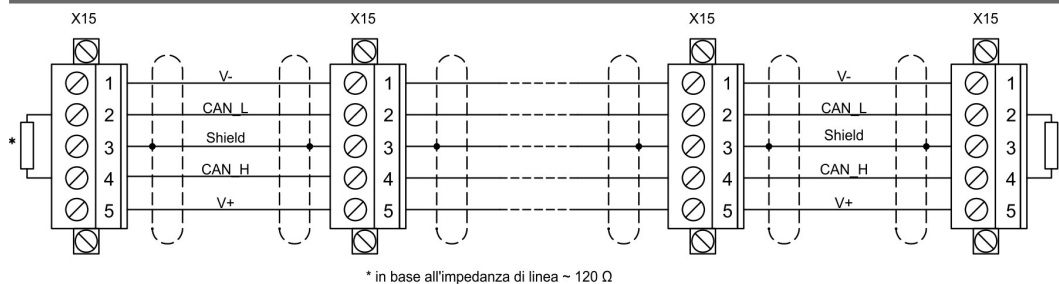 X15 X15 X15 X15
1 V- 1 1 V- 1
2 CAN_L 2 2 CAN_L 2
* 3 Shield 3 3 Shield 3
4 CAN_H 4 4 CAN_H 4
5 V+ 5 5 V+ 5
* in base all'impedanza di linea ~ 120 Ω